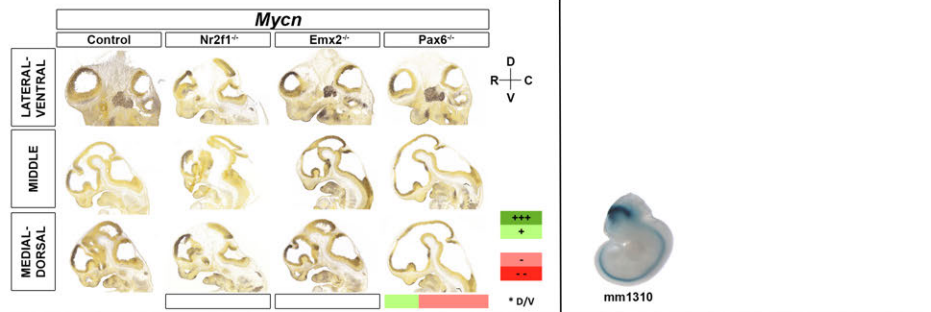 Mycn
Control Nr2f1-/- Emx2-/- Pax6-/-
LATERAL-
VENTRAL
D
R C
V
MIDDLE
MEDIAL-
DORSAL
+++
+
-
--
* D/V
mm1310